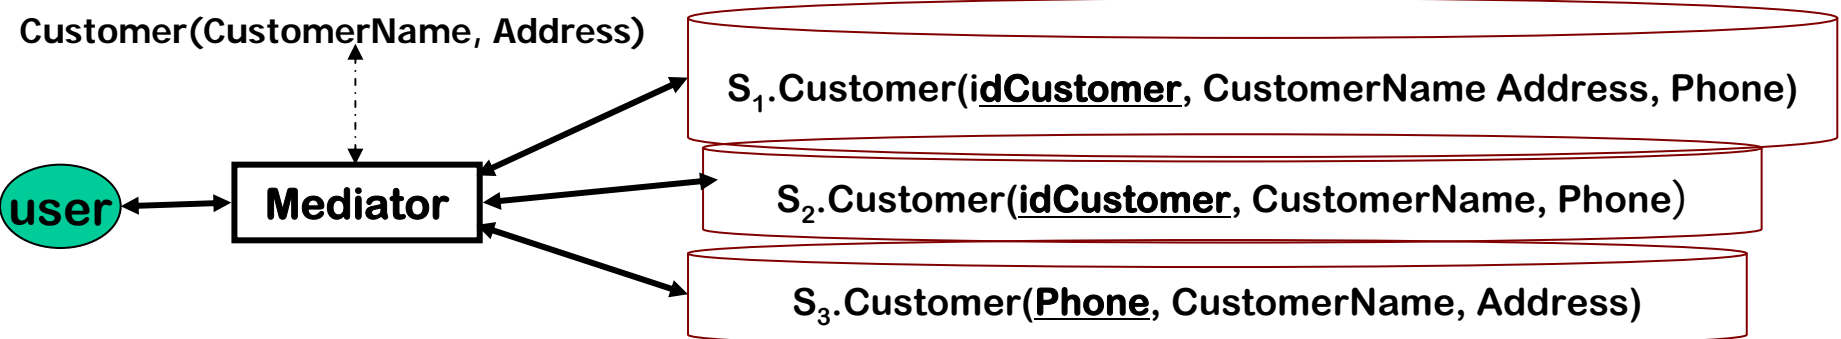 Customer(CustomerName, Address)
S1.Customer(idCustomer, CustomerName Address, Phone)
user
Mediator
S2.Customer(idCustomer, CustomerName, Phone)
S3.Customer(Phone, CustomerName, Address)